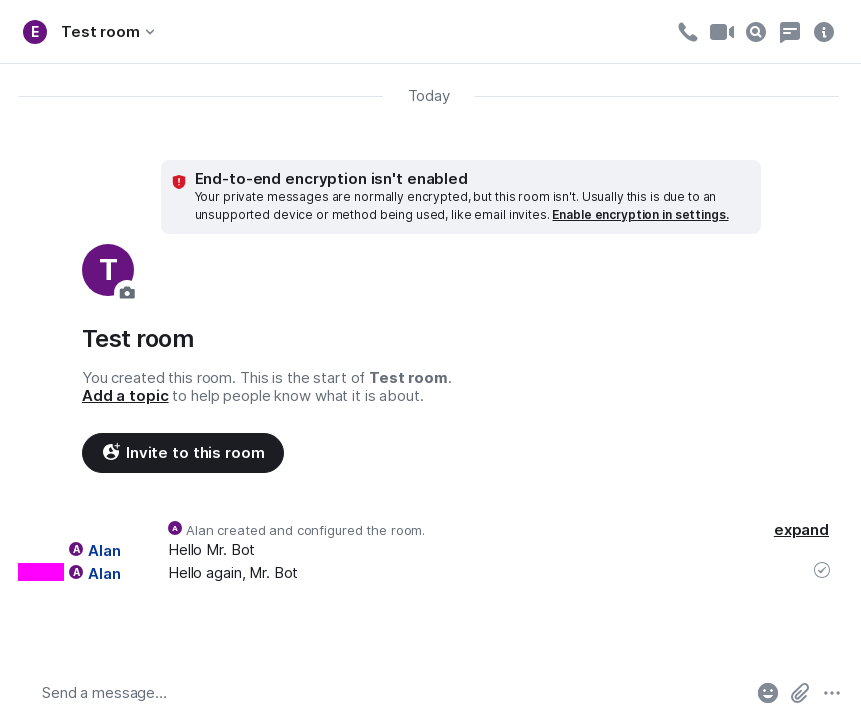 E Test room
Today
End-to-end encryption isn't enabled
Your private messages are normally encrypted, but this room isn't. Usually this is due to an
unsupported device or method being used, like email invites. Enable encryption in settings.
T
Test room
You created this room. This is the start of Test room.
Add a topic to help people know what it is about.
Invite to this room
A Alan created and configured the room. expand
A Alan Hello Mr. Bot
A Alan Hello again, Mr. Bot
Send a message…